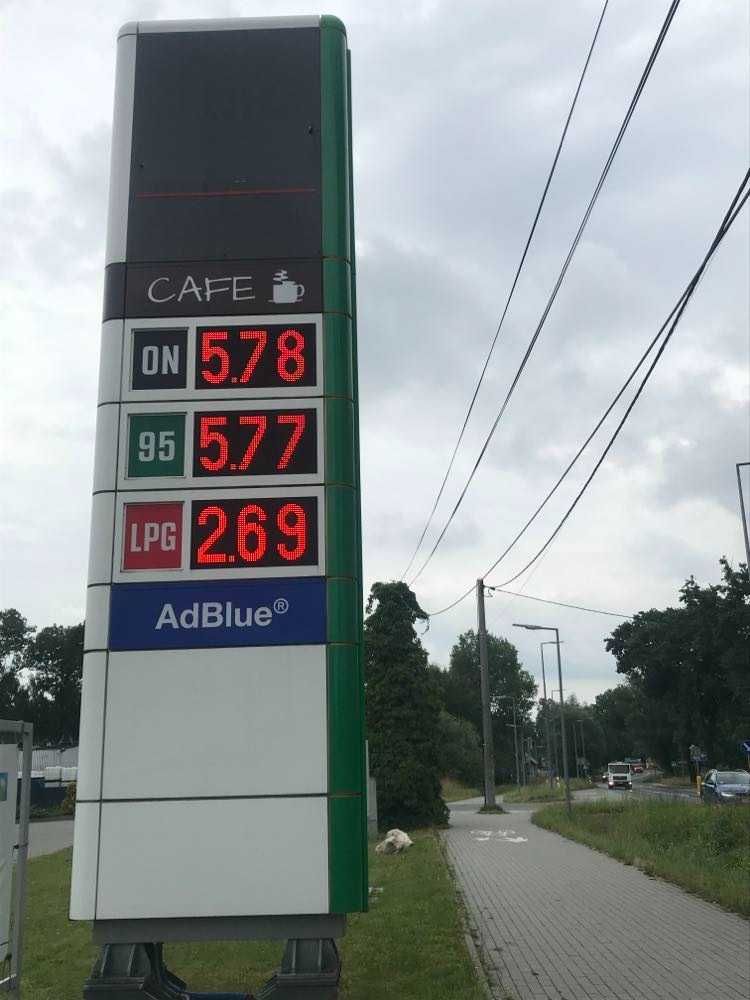 CAFE
ON 5.78
95 5.77
LPG 2.69
AdBlue®